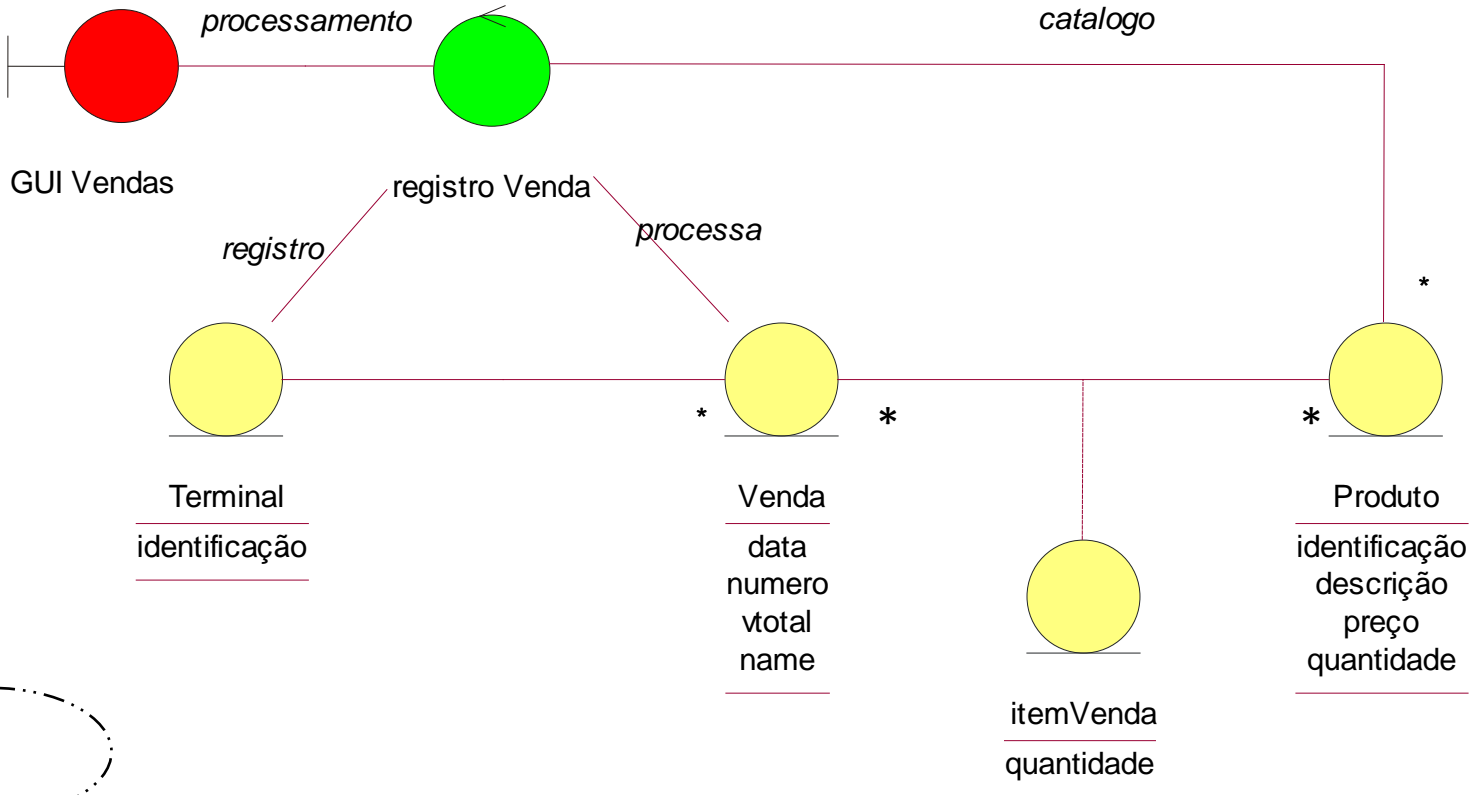 processamento
catalogo
GUI Vendas
registro Venda
registro
processa
*
*
*
*
Terminal
identificação
Venda
data
numero
vtotal
name
Produto
identificação
descrição
preço
quantidade
itemVenda
quantidade